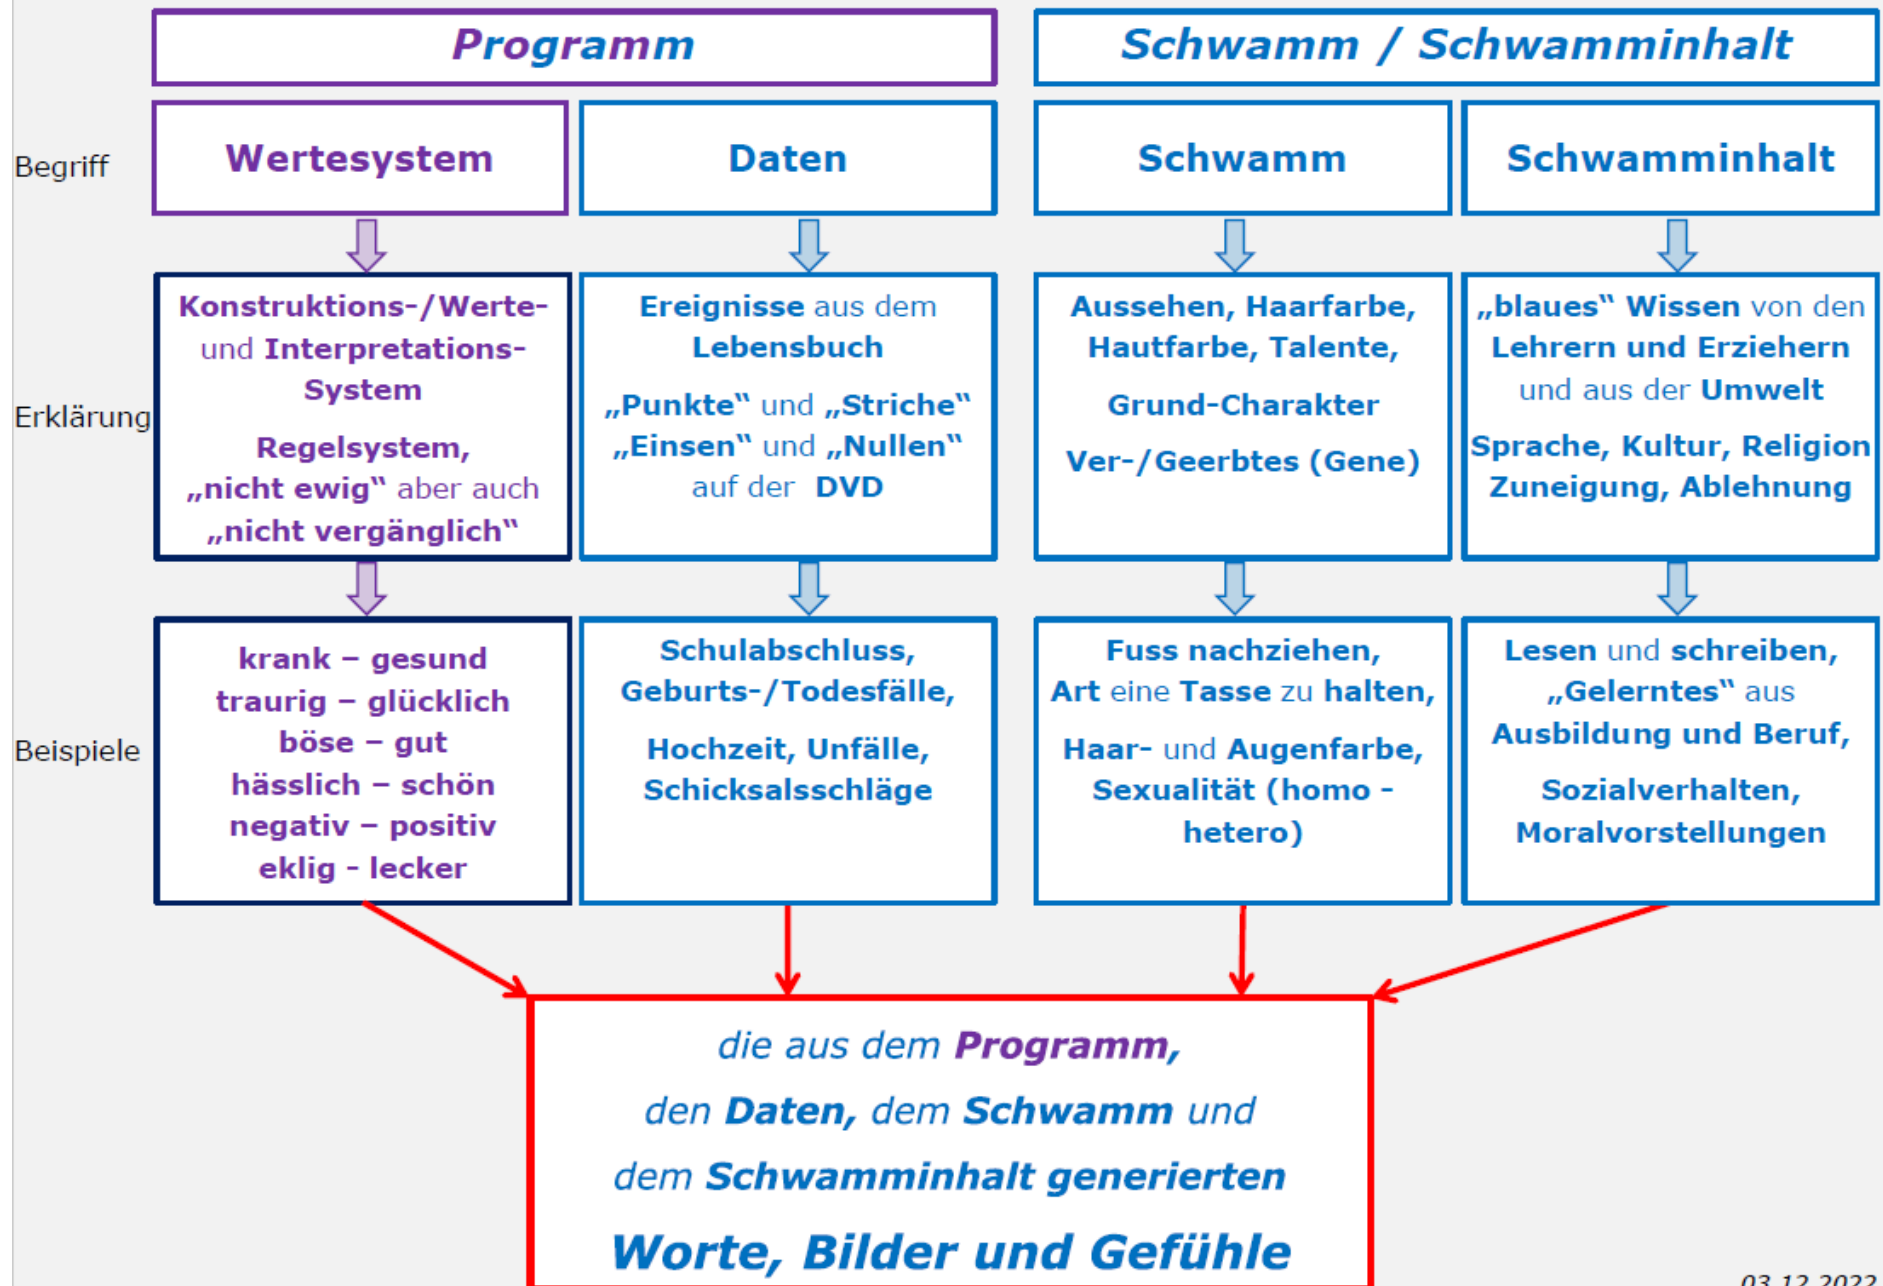 Programm
Schwamm / Schwamminhalt
Begriff
Wertesystem
Daten
Schwamm
Schwamminhalt
Erklärung
Konstruktions-/Werte-
und Interpretations-
System
Regelsystem,
„nicht ewig“ aber auch
„nicht vergänglich“
Ereignisse aus dem
Lebensbuch
„Punkte“ und „Striche“
„Einsen“ und „Nullen“
auf der DVD
Aussehen, Haarfarbe,
Hautfarbe, Talente,
Grund-Charakter
Ver-/Geerbtes (Gene)
„blaues“ Wissen von den
Lehrern und Erziehern
und aus der Umwelt
Sprache, Kultur, Religion
Zuneigung, Ablehnung
Beispiele
krank – gesund
traurig – glücklich
böse – gut
hässlich – schön
negativ – positiv
eklig - lecker
Schulabschluss,
Geburts-/Todesfälle,
Hochzeit, Unfälle,
Schicksalsschläge
Fuss nachziehen,
Art eine Tasse zu halten,
Haar- und Augenfarbe,
Sexualität (homo -
hetero)
Lesen und schreiben,
„Gelerntes“ aus
Ausbildung und Beruf,
Sozialverhalten,
Moralvorstellungen
die aus dem Programm,
den Daten, dem Schwamm und
dem Schwamminhalt generierten
Worte, Bilder und Gefühle
03.12.2022